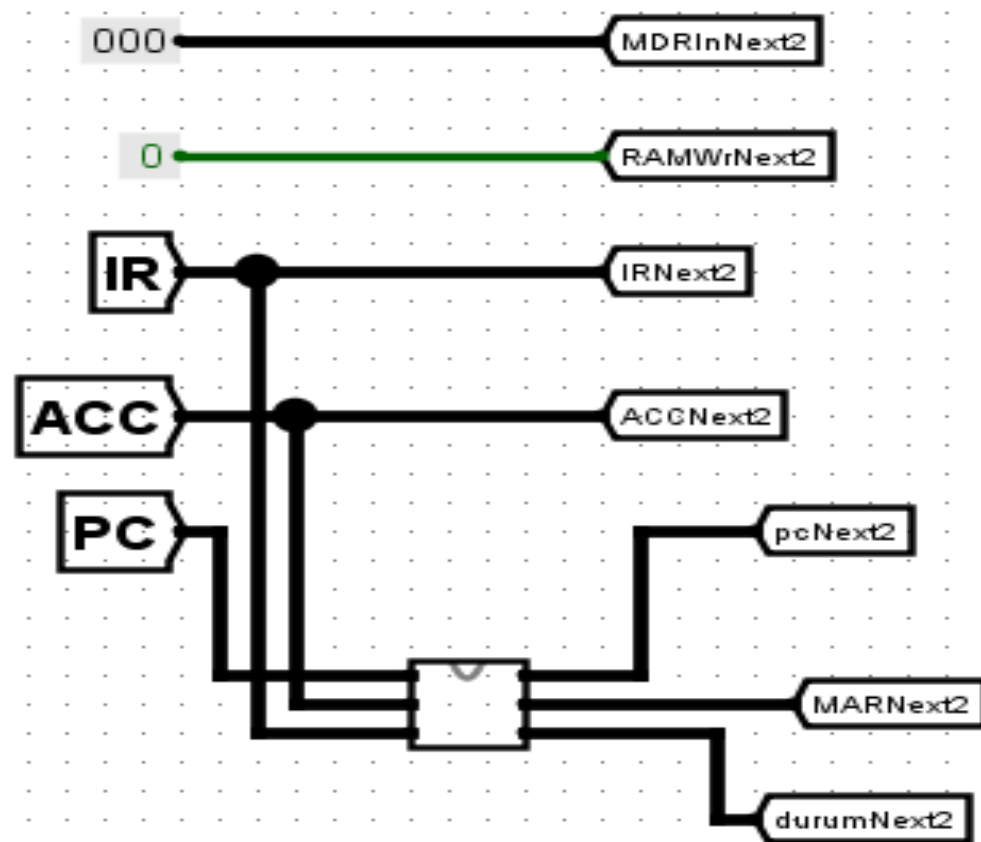 000 MDRInNext2
0 RAMWrNext2
IR IRNext2
ACC ACCNext2
PC pcNext2
MARNext2
durumNext2